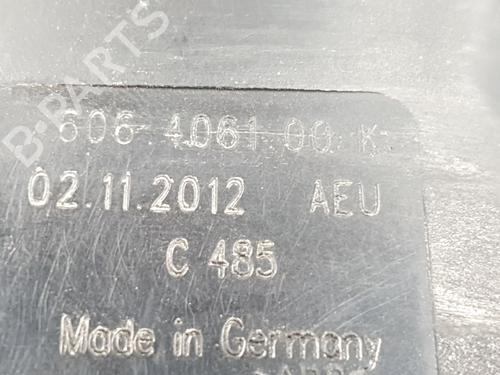 606 4061 00 K
02.11.2012 AEU
C 485
Made in Germany
B-PARTS